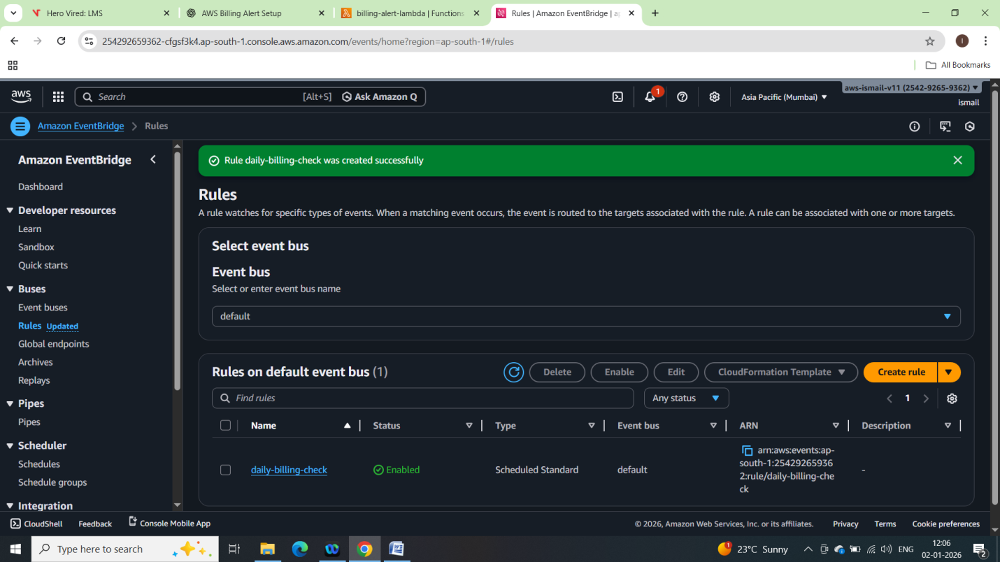 Hero Vired: LMS
AWS Billing Alert Setup
billing-alert-lambda | Functions
Rules | Amazon EventBridge | ap
254292659362-cfgsf3k4.ap-south-1.console.aws.amazon.com/events/home?region=ap-south-1#/rules
I
All Bookmarks
aws
Search
[Alt+S]
Ask Amazon Q
1
Asia Pacific (Mumbai)
aws-ismail-v11 (2542-9265-9362)
ismail
Amazon EventBridge
Rules
Amazon EventBridge
Dashboard
Developer resources
Learn
Sandbox
Quick starts
Buses
Event buses
Rules Updated
Global endpoints
Archives
Replays
Pipes
Pipes
Scheduler
Schedules
Schedule groups
Integration
Rule daily-billing-check was created successfully
Rules
A rule watches for specific types of events. When a matching event occurs, the event is routed to the targets associated with the rule. A rule can be associated with one or more targets.
Select event bus
Event bus
Select or enter event bus name
default
Rules on default event bus (1)
Delete
Enable
Edit
CloudFormation Template
Create rule
Find rules
Any status
1
Name
Status
Type
Event bus
ARN
Description
daily-billing-check
Enabled
Scheduled Standard
default
arn:aws:events:ap-
south-1:25429265936
2:rule/daily-billing-che
ck
-
CloudShell
Feedback
Console Mobile App
© 2026, Amazon Web Services, Inc. or its affiliates.
Privacy
Terms
Cookie preferences
Type here to search
1
23°C Sunny
ENG
12:06
02-01-2026
2